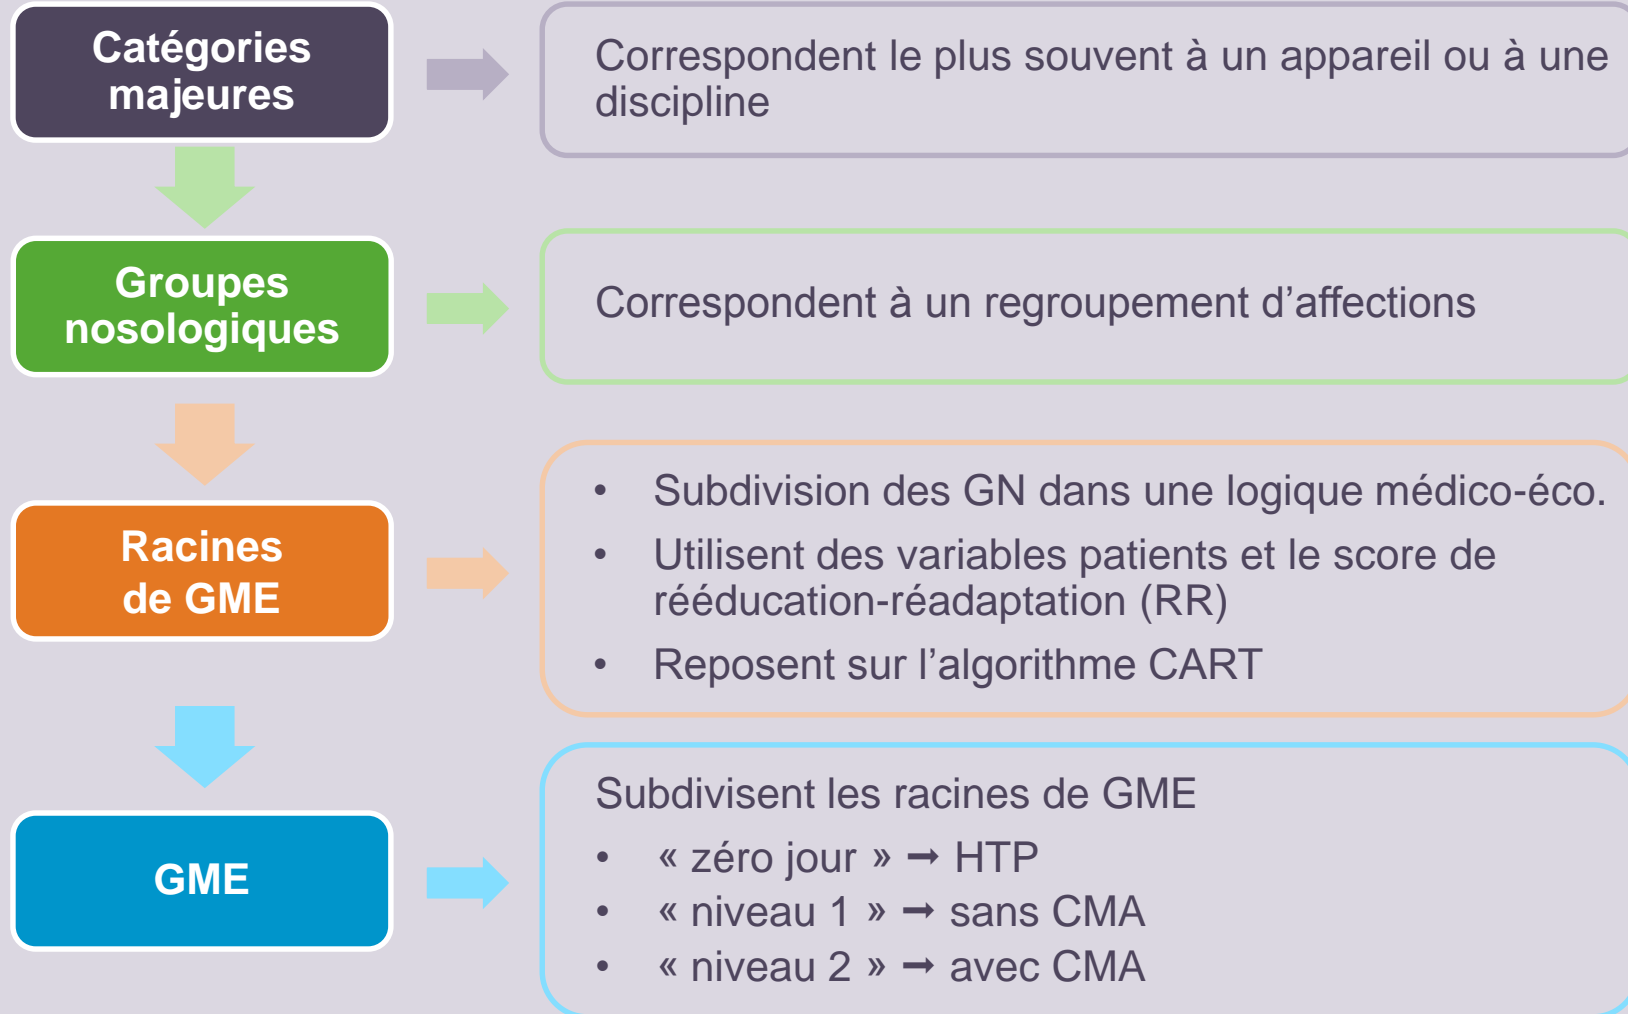 Catégories
majeures
Correspondent le plus souvent à un appareil ou à une
discipline
Groupes
nosologiques
Correspondent à un regroupement d’affections
Racines
de GME
• Subdivision des GN dans une logique médico-éco.
• Utilisent des variables patients et le score de
rééducation-réadaptation (RR)
• Reposent sur l’algorithme CART
GME
Subdivisent les racines de GME
• « zéro jour » → HTP
• « niveau 1 » → sans CMA
• « niveau 2 » → avec CMA